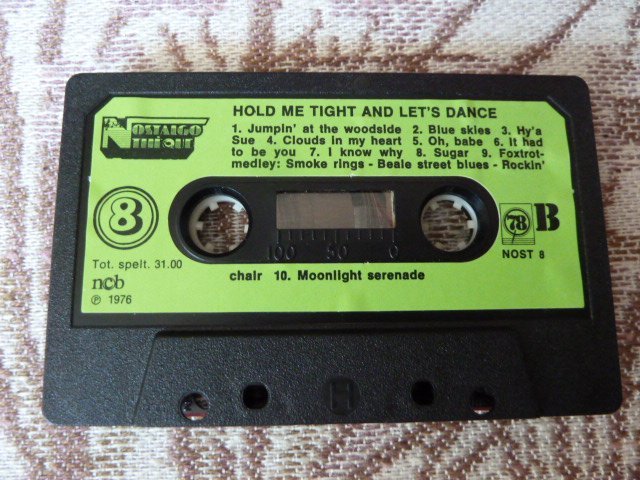 HOLD ME TIGHT AND LET'S DANCE
NOSTALGO
THEQUE
1. Jumpin' at the woodside 2. Blue skies 3. Hy'a
Sue 4. Clouds in my heart 5. Oh, babe 6. It had
to be you 7. I know why 8. Sugar 9. Foxtrot-
medley: Smoke rings - Beale street blues - Rockin'
8
78 B
100 50 0
NOST 8
Tot. spelt. 31.00
chair 10. Moonlight serenade
ncb
℗ 1976